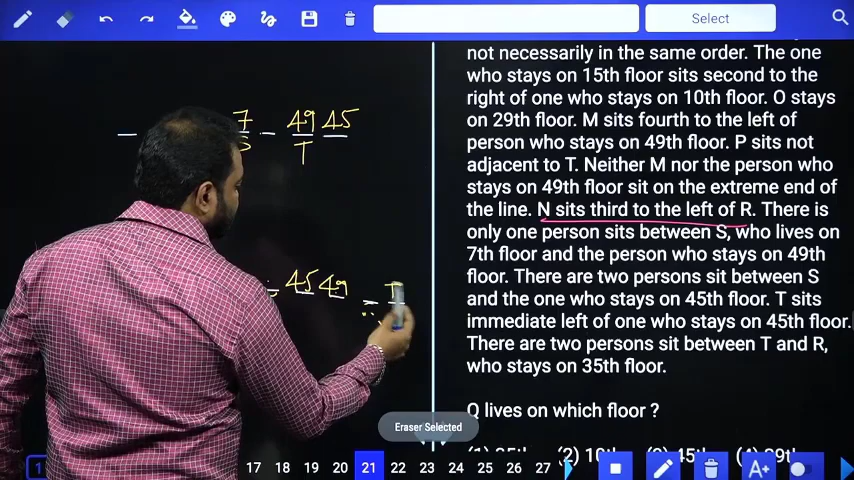 Select
not necessarily in the same order. The one
who stays on 15th floor sits second to the
right of one who stays on 10th floor. O stays
on 29th floor. M sits fourth to the left of
person who stays on 49th floor. P sits not
adjacent to T. Neither M nor the person who
stays on 49th floor sit on the extreme end of
the line. N sits third to the left of R. There is
only one person sits between S, who lives on
7th floor and the person who stays on 49th
floor. There are two persons sit between S
and the one who stays on 45th floor. T sits
immediate left of one who stays on 45th floor.
There are two persons sit between T and R,
who stays on 35th floor.
Q lives on which floor ?
7 49 45
T
45 49
Eraser Selected
17 18 19 20 21 22 23 24 25 26 27
A+